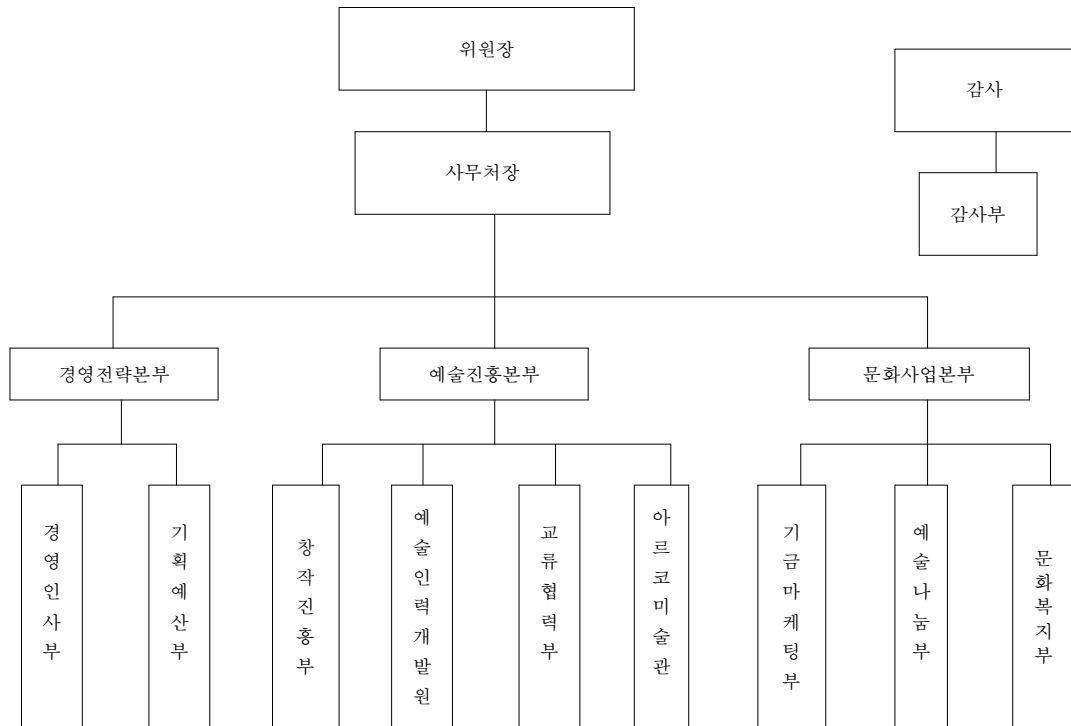 위원장
감사
사무처장
감사부
경영전략본부
예술진흥본부
문화사업본부
경영인사부
기획예산부
창작진흥부
예술인력개발원
교류협력부
아르코미술관
기금마케팅부
예술나눔부
문화복지부